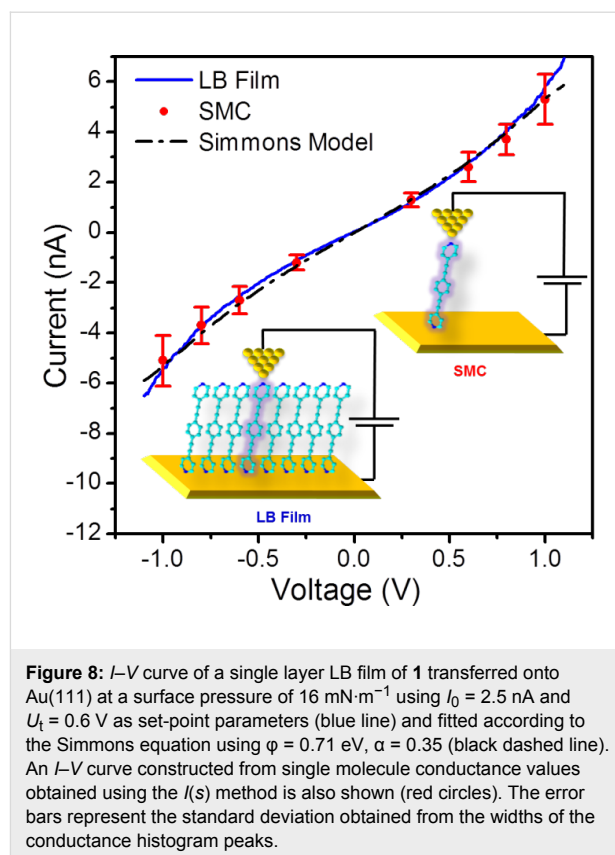 LB Film
SMC
Simmons Model
6
4
2
0
-2
-4
-6
-8
-10
-12
Current (nA)
SMC
LB Film
-1.0 -0.5 0.0 0.5 1.0
Voltage (V)
Figure 8: I–V curve of a single layer LB film of 1 transferred onto
Au(111) at a surface pressure of 16 mN·m⁻¹ using I₀ = 2.5 nA and
Uₜ = 0.6 V as set-point parameters (blue line) and fitted according to
the Simmons equation using φ = 0.71 eV, α = 0.35 (black dashed line).
An I–V curve constructed from single molecule conductance values
obtained using the I(s) method is also shown (red circles). The error
bars represent the standard deviation obtained from the widths of the
conductance histogram peaks.